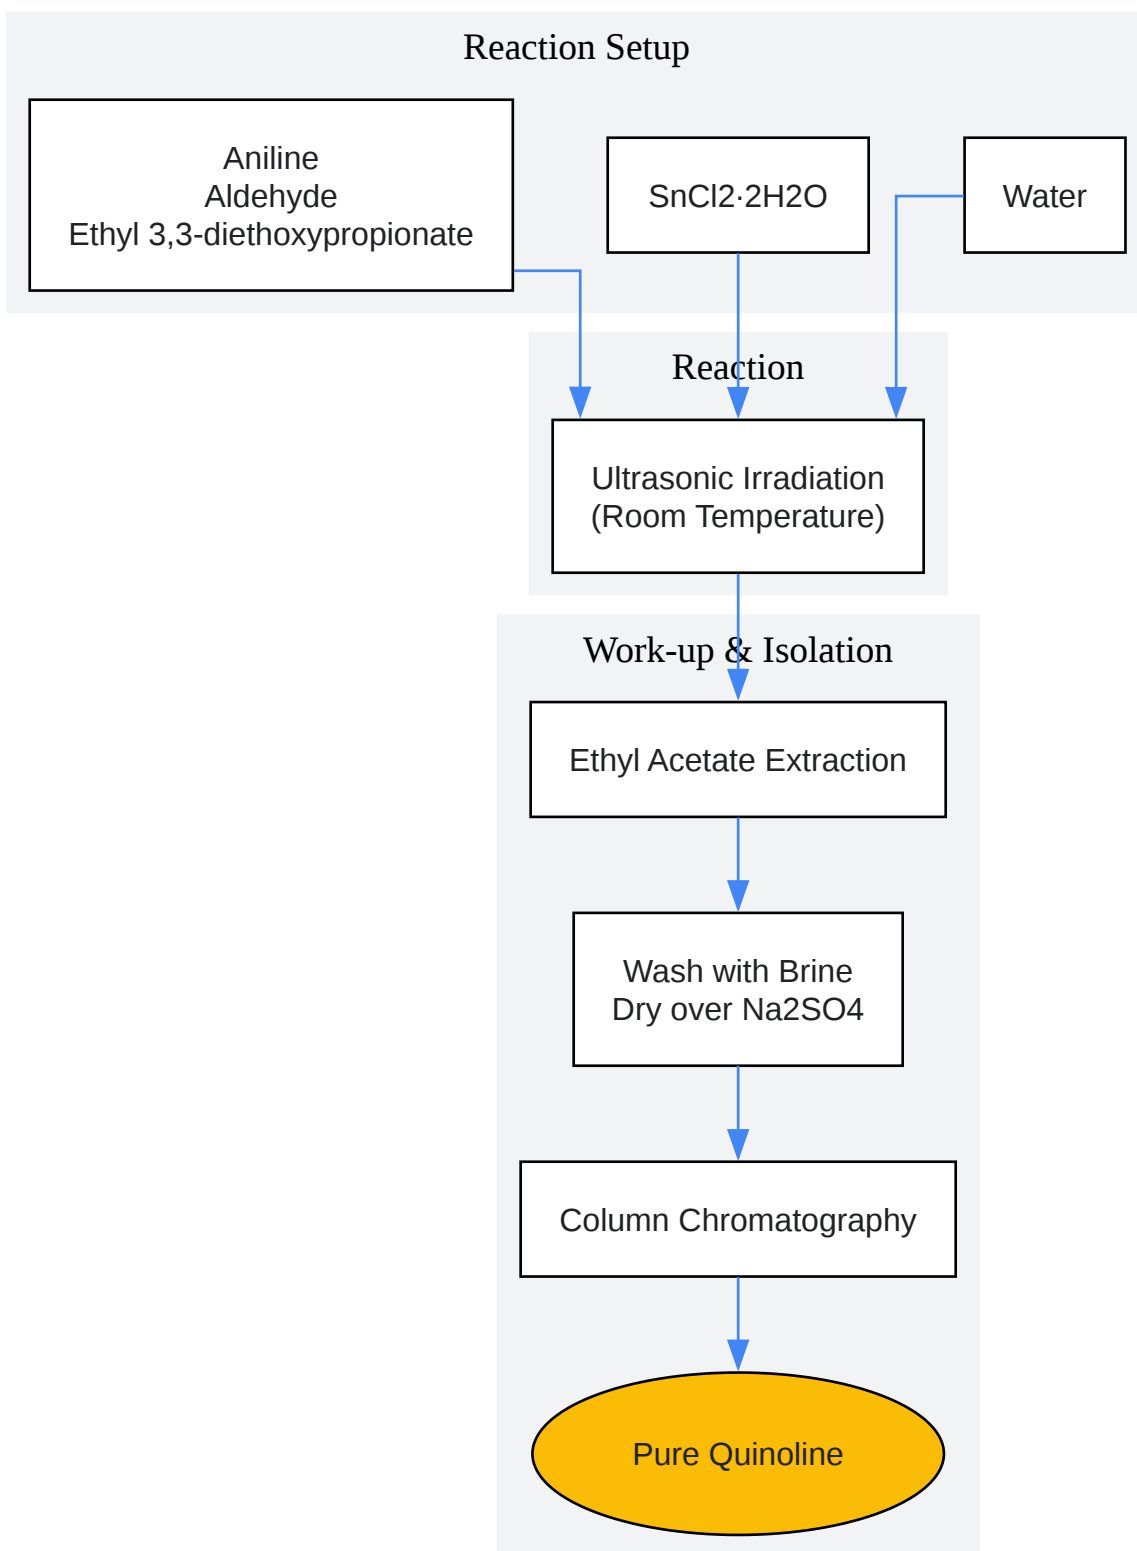 Reaction Setup
Aniline
Aldehyde
Ethyl 3,3-diethoxypropionate
SnCl2·2H2O
Water
Reaction
Ultrasonic Irradiation
(Room Temperature)
Work-up & Isolation
Ethyl Acetate Extraction
Wash with Brine
Dry over Na2SO4
Column Chromatography
Pure Quinoline